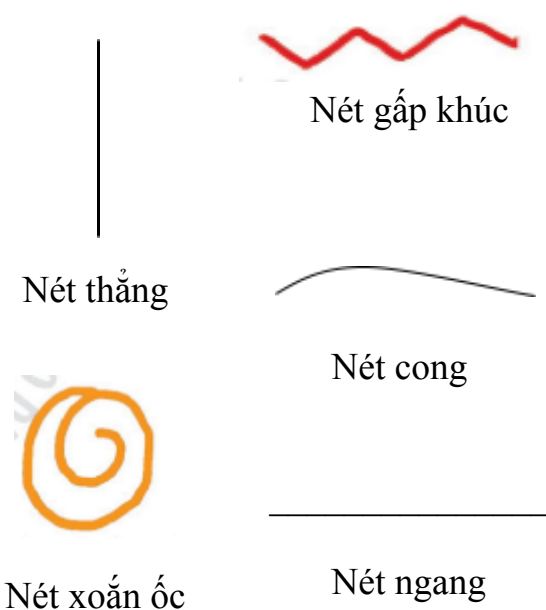 Nét gấp khúc
Nét thẳng
Nét cong
Nét xoắn ốc
Nét ngang